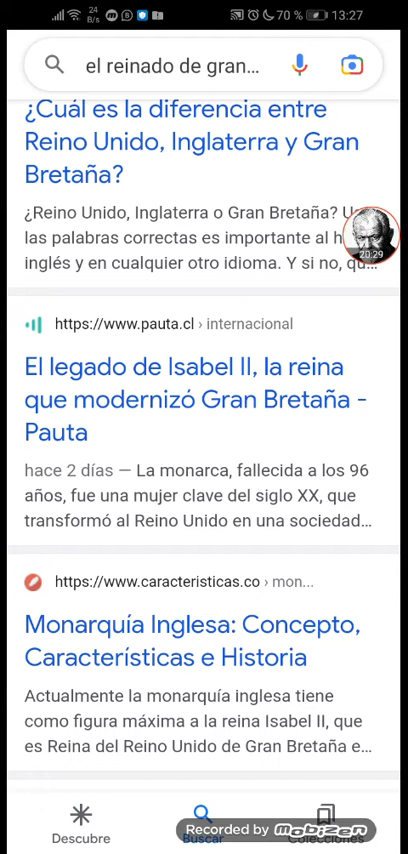 24
B/s
70 %
13:27
el reinado de gran...
¿Cuál es la diferencia entre
Reino Unido, Inglaterra y Gran
Bretaña?
¿Reino Unido, Inglaterra o Gran Bretaña?
las palabras correctas es importante al
inglés y en cualquier otro idioma. Y si no,
20:29
https://www.pauta.cl › internacional
El legado de Isabel II, la reina
que modernizó Gran Bretaña -
Pauta
hace 2 días — La monarca, fallecida a los 96
años, fue una mujer clave del siglo XX, que
transformó al Reino Unido en una sociedad...
https://www.caracteristicas.co › mon...
Monarquía Inglesa: Concepto,
Características e Historia
Actualmente la monarquía inglesa tiene
como figura máxima a la reina Isabel II, que
es Reina del Reino Unido de Gran Bretaña e...
Descubre
Buscar
Colecciones
Recorded by Mobizen